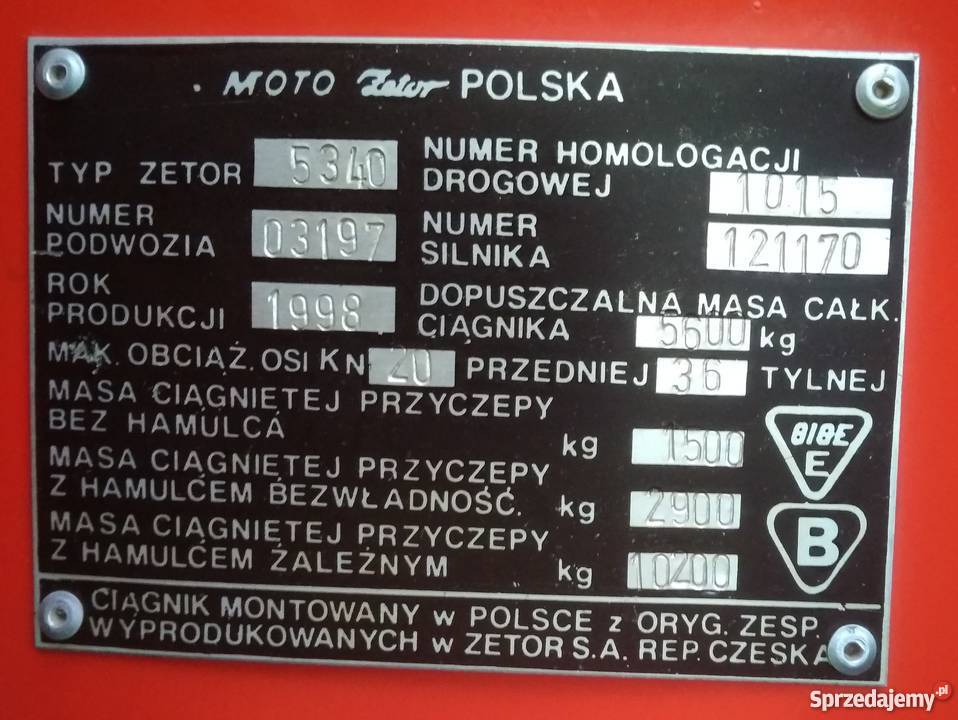 MOTO Zetor POLSKA
TYP ZETOR 5340
NUMER PODWOZIA 03197
ROK PRODUKCJI 1998
NUMER HOMOLOGACJI
DROGOWEJ 1015
NUMER
SILNIKA 121170
DOPUSZCZALNA MASA CAŁK.
CIĄGNIKA 5600 kg
MAK. OBCIĄŻ. OSI KN 20 PRZEDNIEJ 36 TYLNEJ
MASA CIĄGNIĘTEJ PRZYCZEPY
BEZ HAMULCA kg 1500
MASA CIĄGNIĘTEJ PRZYCZEPY
Z HAMULCEM BEZWŁADNOŚĆ. kg 2900
MASA CIĄGNIĘTEJ PRZYCZEPY
Z HAMULCEM ZALEŻNYM kg 10200
E
B
CIĄGNIK MONTOWANY w POLSCE z ORYG. ZESP.
WYPRODUKOWANYCH w ZETOR S.A. REP. CZESKA
Sprzedajemy.pl